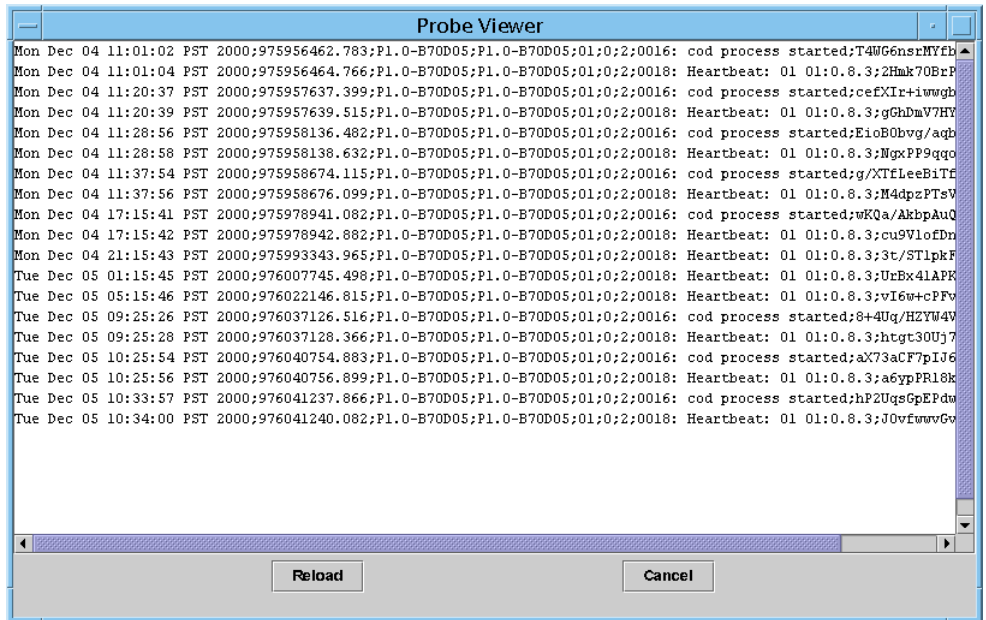 Probe Viewer
Mon Dec 04 11:01:02 PST 2000;975956462.783;P1.0-B70D05;P1.0-B70D05;01;0;2;0016: cod process started;T4WG6nsrMYfb
Mon Dec 04 11:01:04 PST 2000;975956464.766;P1.0-B70D05;P1.0-B70D05;01;0;2;0018: Heartbeat: 01 01:0.8.3;2Hmk70BrP
Mon Dec 04 11:20:37 PST 2000;975957637.399;P1.0-B70D05;P1.0-B70D05;01;0;2;0016: cod process started;cefXIr+iwwgb
Mon Dec 04 11:20:39 PST 2000;975957639.515;P1.0-B70D05;P1.0-B70D05;01;0;2;0018: Heartbeat: 01 01:0.8.3;gGhDmV7HY
Mon Dec 04 11:28:56 PST 2000;975958136.482;P1.0-B70D05;P1.0-B70D05;01;0;2;0016: cod process started;EioB0bvg/aqb
Mon Dec 04 11:28:58 PST 2000;975958138.632;P1.0-B70D05;P1.0-B70D05;01;0;2;0018: Heartbeat: 01 01:0.8.3;NgxPP9qqo
Mon Dec 04 11:37:54 PST 2000;975958674.115;P1.0-B70D05;P1.0-B70D05;01;0;2;0016: cod process started;g/XTfLeeBiTf
Mon Dec 04 11:37:56 PST 2000;975958676.099;P1.0-B70D05;P1.0-B70D05;01;0;2;0018: Heartbeat: 01 01:0.8.3;M4dpzPTsV
Mon Dec 04 17:15:41 PST 2000;975978941.082;P1.0-B70D05;P1.0-B70D05;01;0;2;0016: cod process started;wKQa/AkbpAuQ
Mon Dec 04 17:15:42 PST 2000;975978942.882;P1.0-B70D05;P1.0-B70D05;01;0;2;0018: Heartbeat: 01 01:0.8.3;cu9VlofDn
Mon Dec 04 21:15:43 PST 2000;975993343.965;P1.0-B70D05;P1.0-B70D05;01;0;2;0018: Heartbeat: 01 01:0.8.3;3t/STlpkF
Tue Dec 05 01:15:45 PST 2000;976007745.498;P1.0-B70D05;P1.0-B70D05;01;0;2;0018: Heartbeat: 01 01:0.8.3;UrBx41APK
Tue Dec 05 05:15:46 PST 2000;976022146.815;P1.0-B70D05;P1.0-B70D05;01;0;2;0018: Heartbeat: 01 01:0.8.3;vI6w+cPFv
Tue Dec 05 09:25:26 PST 2000;976037126.516;P1.0-B70D05;P1.0-B70D05;01;0;2;0016: cod process started;8+4Uq/HZYW4V
Tue Dec 05 09:25:28 PST 2000;976037128.366;P1.0-B70D05;P1.0-B70D05;01;0;2;0018: Heartbeat: 01 01:0.8.3;htgt30Uj7
Tue Dec 05 10:25:54 PST 2000;976040754.883;P1.0-B70D05;P1.0-B70D05;01;0;2;0016: cod process started;aX73aCF7pIJ6
Tue Dec 05 10:25:56 PST 2000;976040756.899;P1.0-B70D05;P1.0-B70D05;01;0;2;0018: Heartbeat: 01 01:0.8.3;a6ypPR18k
Tue Dec 05 10:33:57 PST 2000;976041237.866;P1.0-B70D05;P1.0-B70D05;01;0;2;0016: cod process started;hP2UqsGpEPdw
Tue Dec 05 10:34:00 PST 2000;976041240.082;P1.0-B70D05;P1.0-B70D05;01;0;2;0018: Heartbeat: 01 01:0.8.3;J0vfwwvGv
Reload Cancel